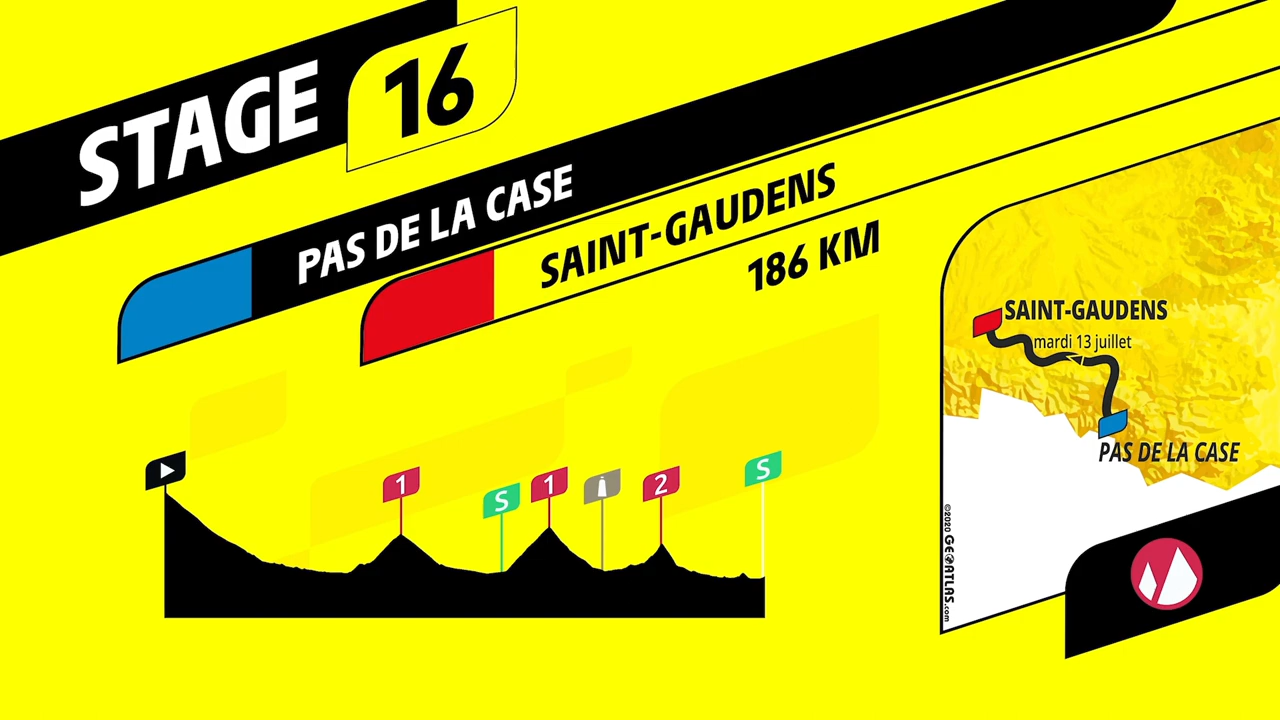 STAGE 16
PAS DE LA CASE
SAINT-GAUDENS
186 KM
SAINT-GAUDENS
mardi 13 juillet
PAS DE LA CASE
1
S
1
2
S
©2020 GEOATLAS.com